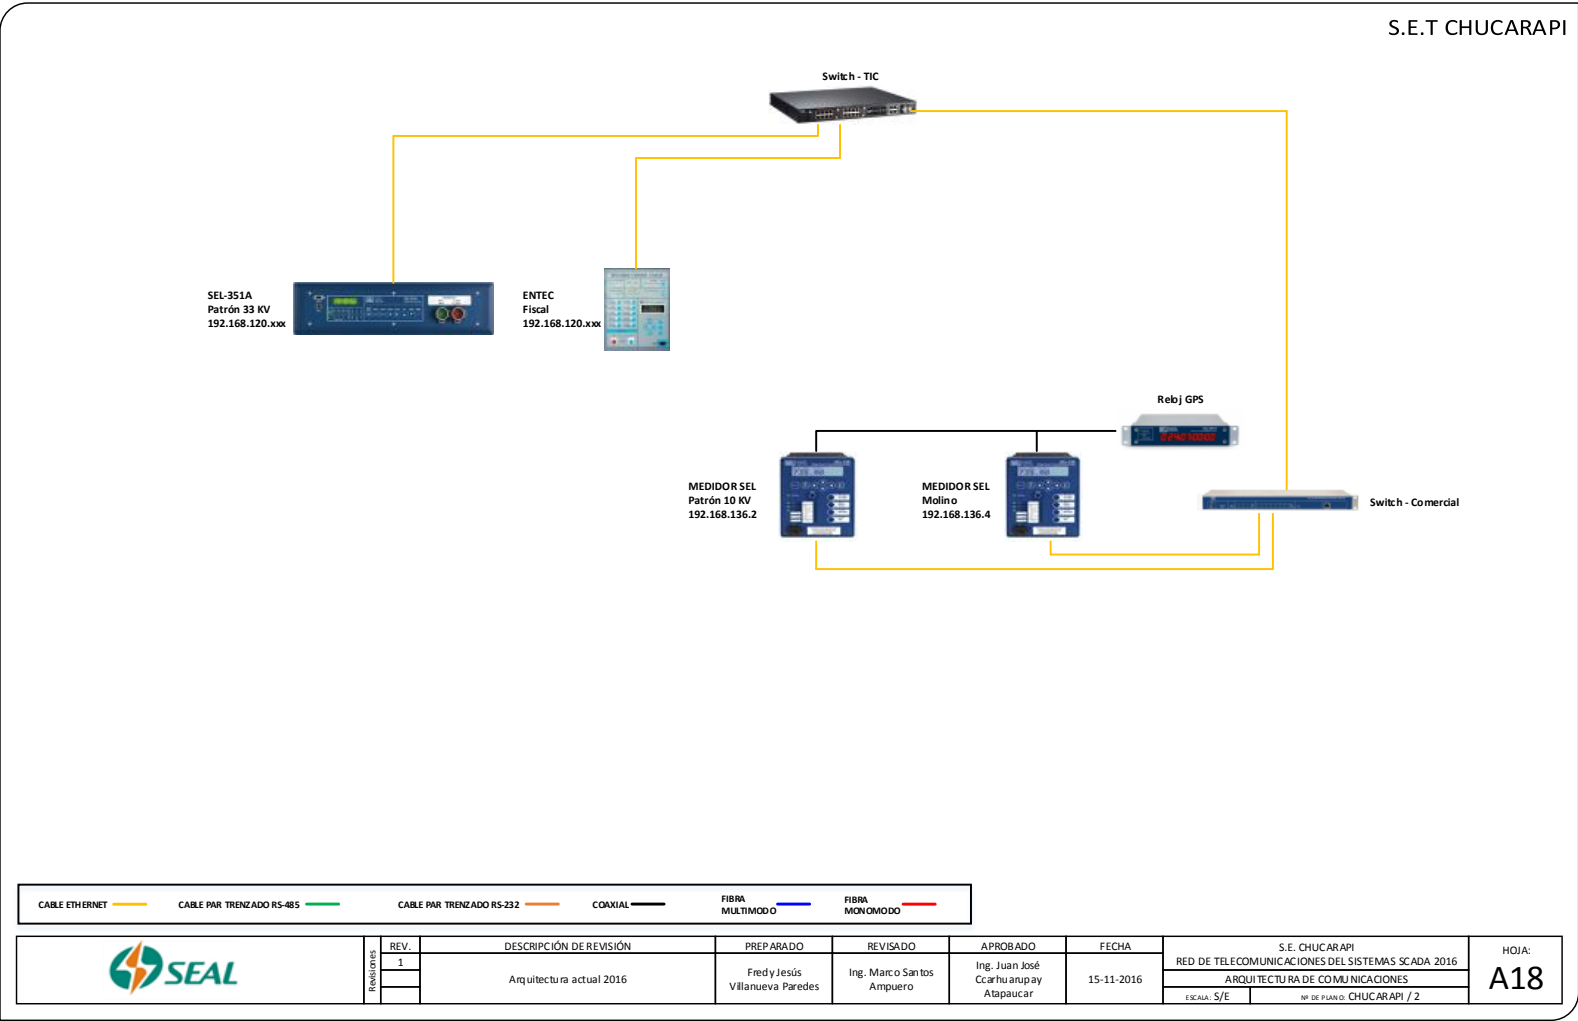 S.E.T CHUCARAPI
Switch - TIC
SEL-351A
Patrón 33 KV
192.168.120.xxx
ENTEC
Fiscal
192.168.120.xxx
Reloj GPS
MEDIDOR SEL
Patrón 10 KV
192.168.136.2
MEDIDOR SEL
Molino
192.168.136.4
Switch - Comercial
CABLE ETHERNET
CABLE PAR TRENZADO RS-485
CABLE PAR TRENZADO RS-232
COAXIAL
FIBRA
MULTIMODO
FIBRA
MONOMODO
SEAL
Revisiones
REV.
DESCRIPCIÓN DE REVISIÓN
PREPARADO
REVISADO
APROBADO
FECHA
1
Arquitectura actual 2016
Fredy Jesús
Villanueva Paredes
Ing. Marco Santos
Ampuero
Ing. Juan José
Ccarhuarupay
Atapaucar
15-11-2016
S.E. CHUCARAPI
RED DE TELECOMUNICACIONES DEL SISTEMAS SCADA 2016
ARQUITECTURA DE COMUNICACIONES
ESCALA: S/E
Nº DE PLANO: CHUCARAPI / 2
HOJA:
A18